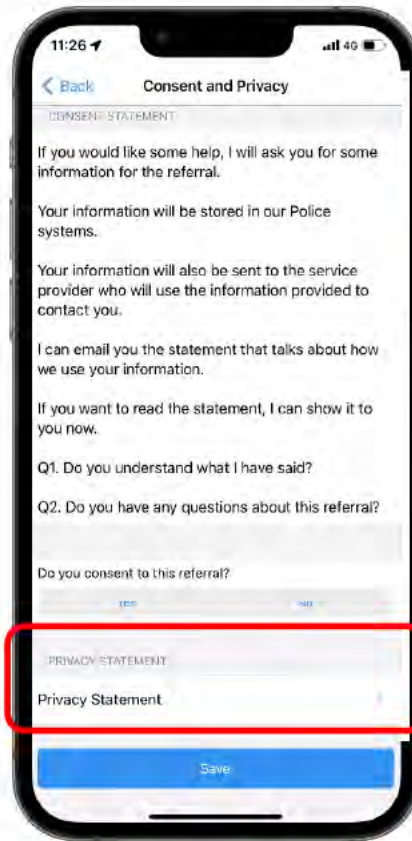 11:26
4G
Back
Consent and Privacy
CONSENT STATEMENT
If you would like some help, I will ask you for some
information for the referral.
Your information will be stored in our Police
systems.
Your information will also be sent to the service
provider who will use the information provided to
contact you.
I can email you the statement that talks about how
we use your information.
If you want to read the statement, I can show it to
you now.
Q1. Do you understand what I have said?
Q2. Do you have any questions about this referral?
Do you consent to this referral?
Yes No
PRIVACY STATEMENT
Privacy Statement
Save